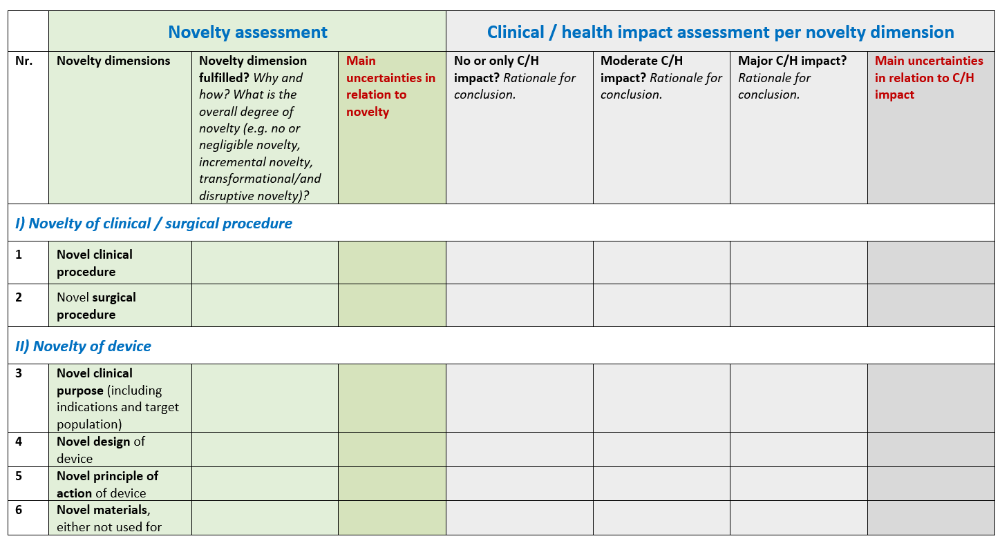 Novelty assessment
Clinical / health impact assessment per novelty dimension
Nr.
Novelty dimensions
Novelty dimension
fulfilled? Why and
how? What is the
overall degree of
novelty (e.g. no or
negligible novelty,
incremental novelty,
transformational/and
disruptive novelty)?
Main
uncertainties in
relation to
novelty
No or only C/H
impact? Rationale for
conclusion.
Moderate C/H
impact? Rationale for
conclusion.
Major C/H impact?
Rationale for
conclusion.
Main uncertainties
in relation to C/H
impact
I) Novelty of clinical / surgical procedure
1
Novel clinical
procedure
2
Novel surgical
procedure
II) Novelty of device
3
Novel clinical
purpose (including
indications and target
population)
4
Novel design of
device
5
Novel principle of
action of device
6
Novel materials,
either not used for